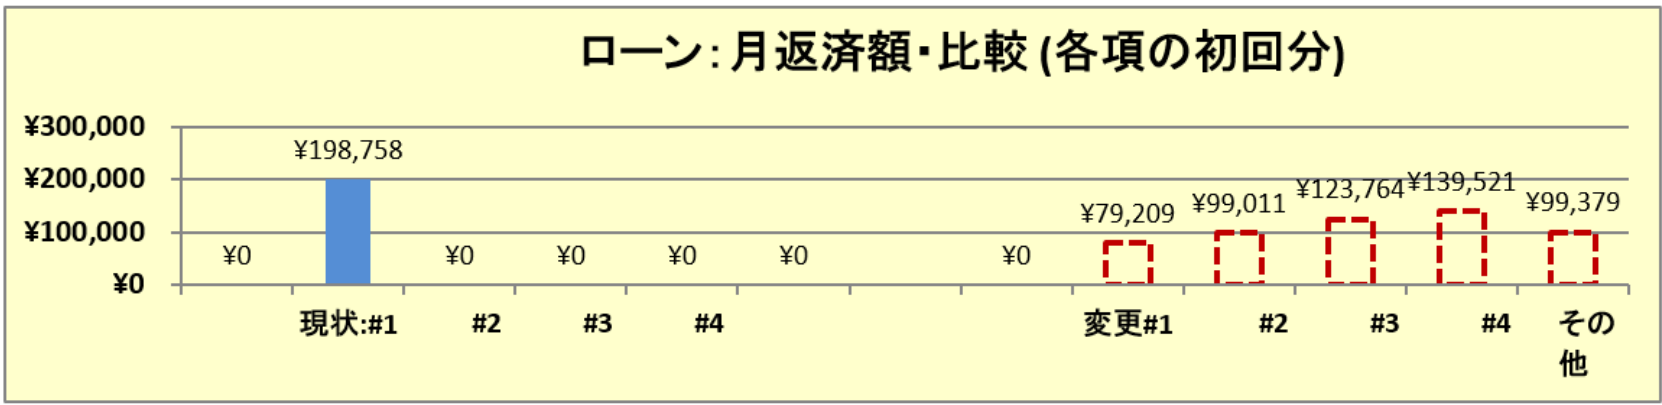 ローン：月返済額・比較 (各項の初回分)
¥300,000
¥198,758
¥200,000
¥123,764 ¥139,521
¥79,209 ¥99,011 ¥99,379
¥100,000
¥0 ¥0 ¥0 ¥0 ¥0 ¥0
¥0
現状:#1 #2 #3 #4 変更#1 #2 #3 #4 その
他